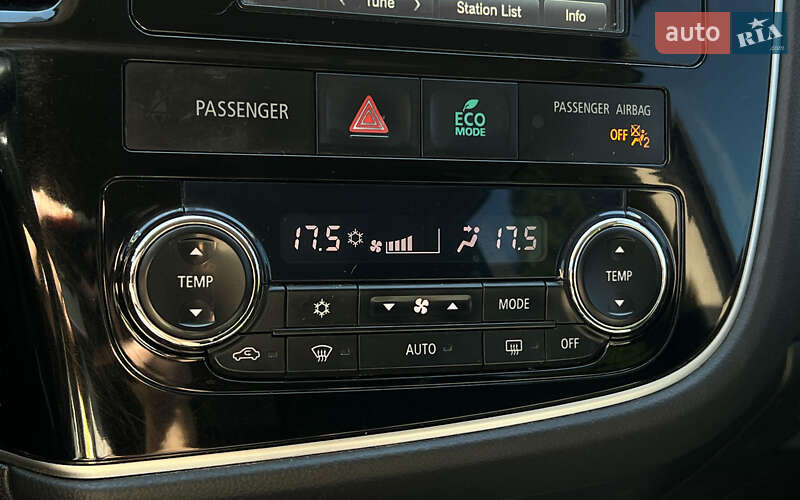 < Tune >
Station List
Info
auto RIA
PASSENGER
ECO
MODE
PASSENGER AIRBAG
OFF 2
17.5 17.5
TEMP
MODE
TEMP
AUTO
OFF